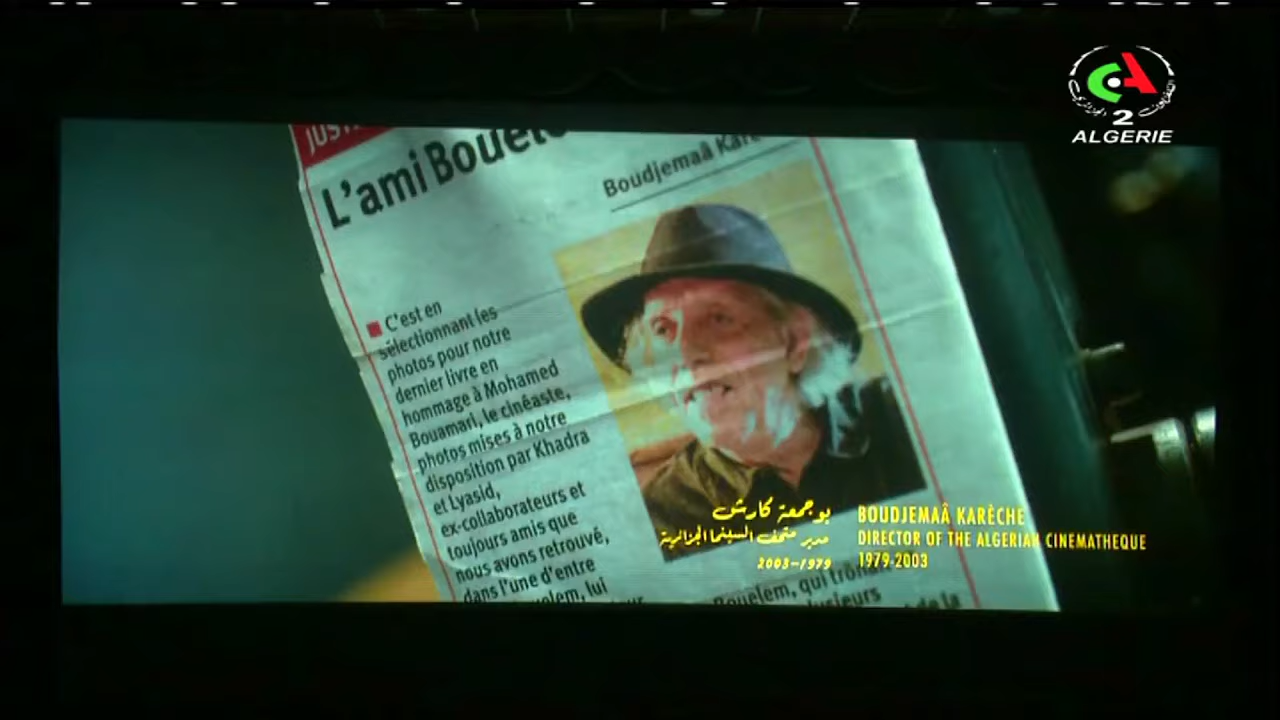 2
ALGERIE
L'ami
Boudjemaâ
C'est en
sélectionnant les
photos pour notre
dernier livre en
hommage à Mohamed
Bouamari, le cinéaste,
photos mises à notre
disposition par Khadra
et Lyasid,
ex-collaborateurs et
toujours amis que
nous avons retrouvé,
dans l'une d'entre
lui
qui
de la
بوجمعة كارش
مدير متحف السينما الجزائرية
2003-1979
BOUDJEMAÂ KARÈCHE
DIRECTOR OF THE ALGERIAN CINEMATHEQUE
1979-2003